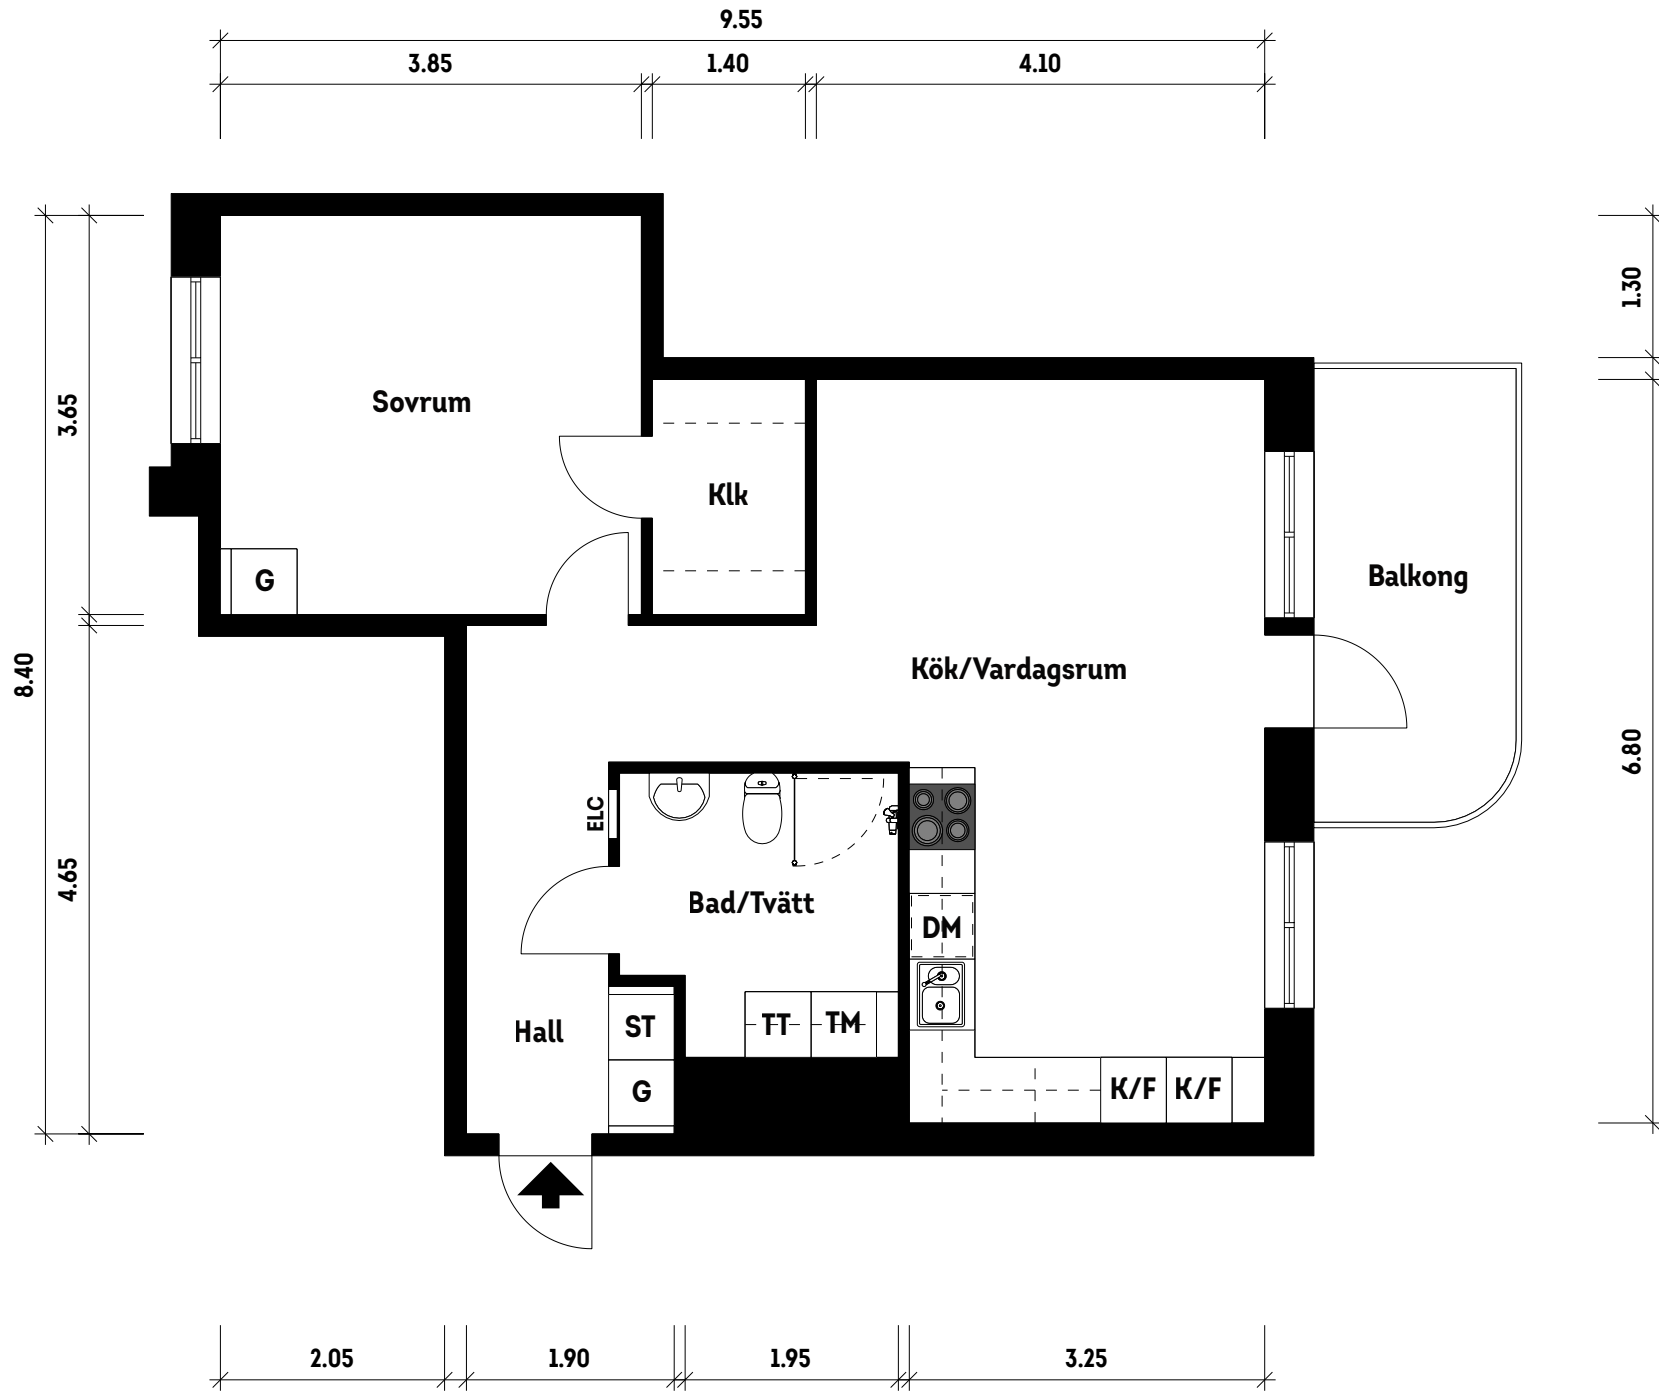 9.55
3.85
1.40
4.10
1.30
Sovrum
3.65
Klk
Balkong
G
Kök/Vardagsrum
8.40
6.80
ELC
4.65
Bad/Tvätt
DM
Hall
ST
TT
TM
G
K/F
K/F
2.05
1.90
1.95
3.25